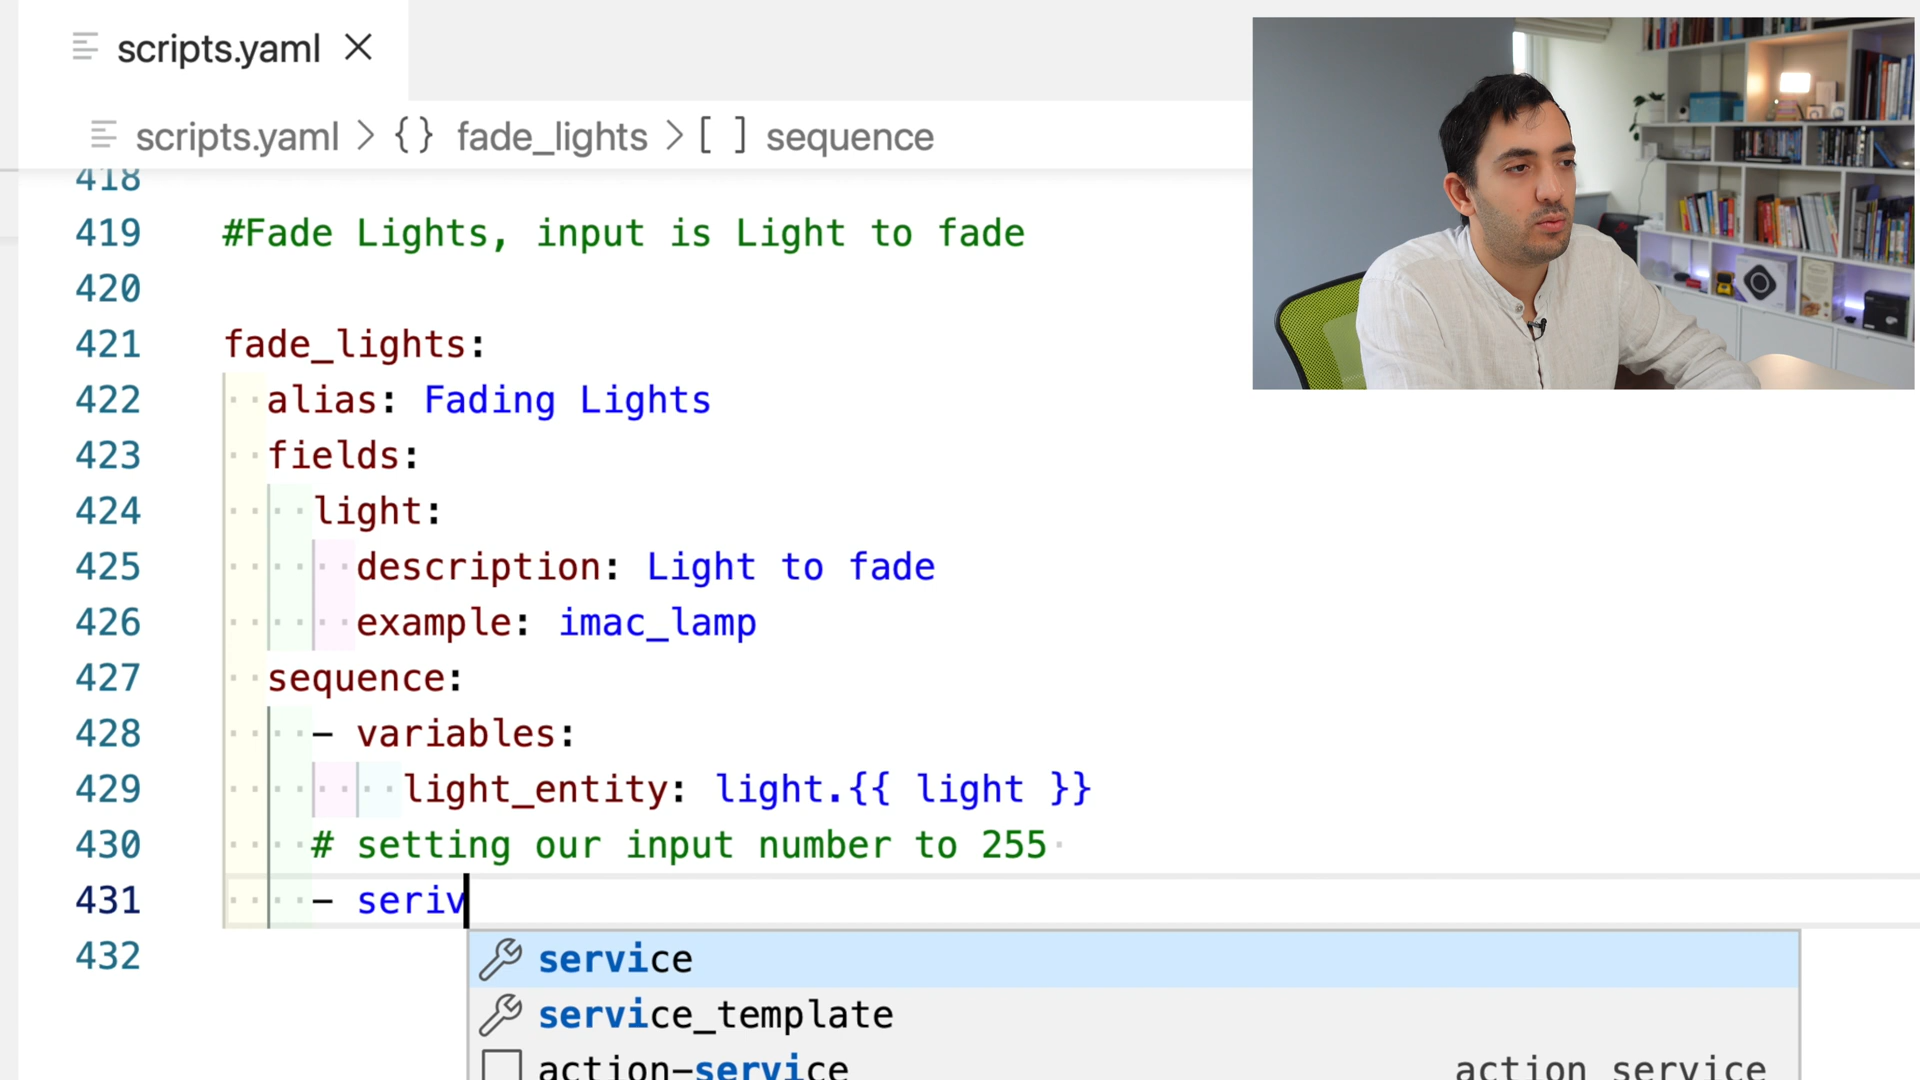 scripts.yaml
scripts.yaml > {} fade_lights > [ ] sequence
418
419 #Fade Lights, input is Light to fade
420
421 fade_lights:
422 alias: Fading Lights
423 fields:
424 light:
425 description: Light to fade
426 example: imac_lamp
427 sequence:
428 - variables:
429 light_entity: light.{{ light }}
430 # setting our input number to 255
431 - seriv
432
service
service_template
action-service action service